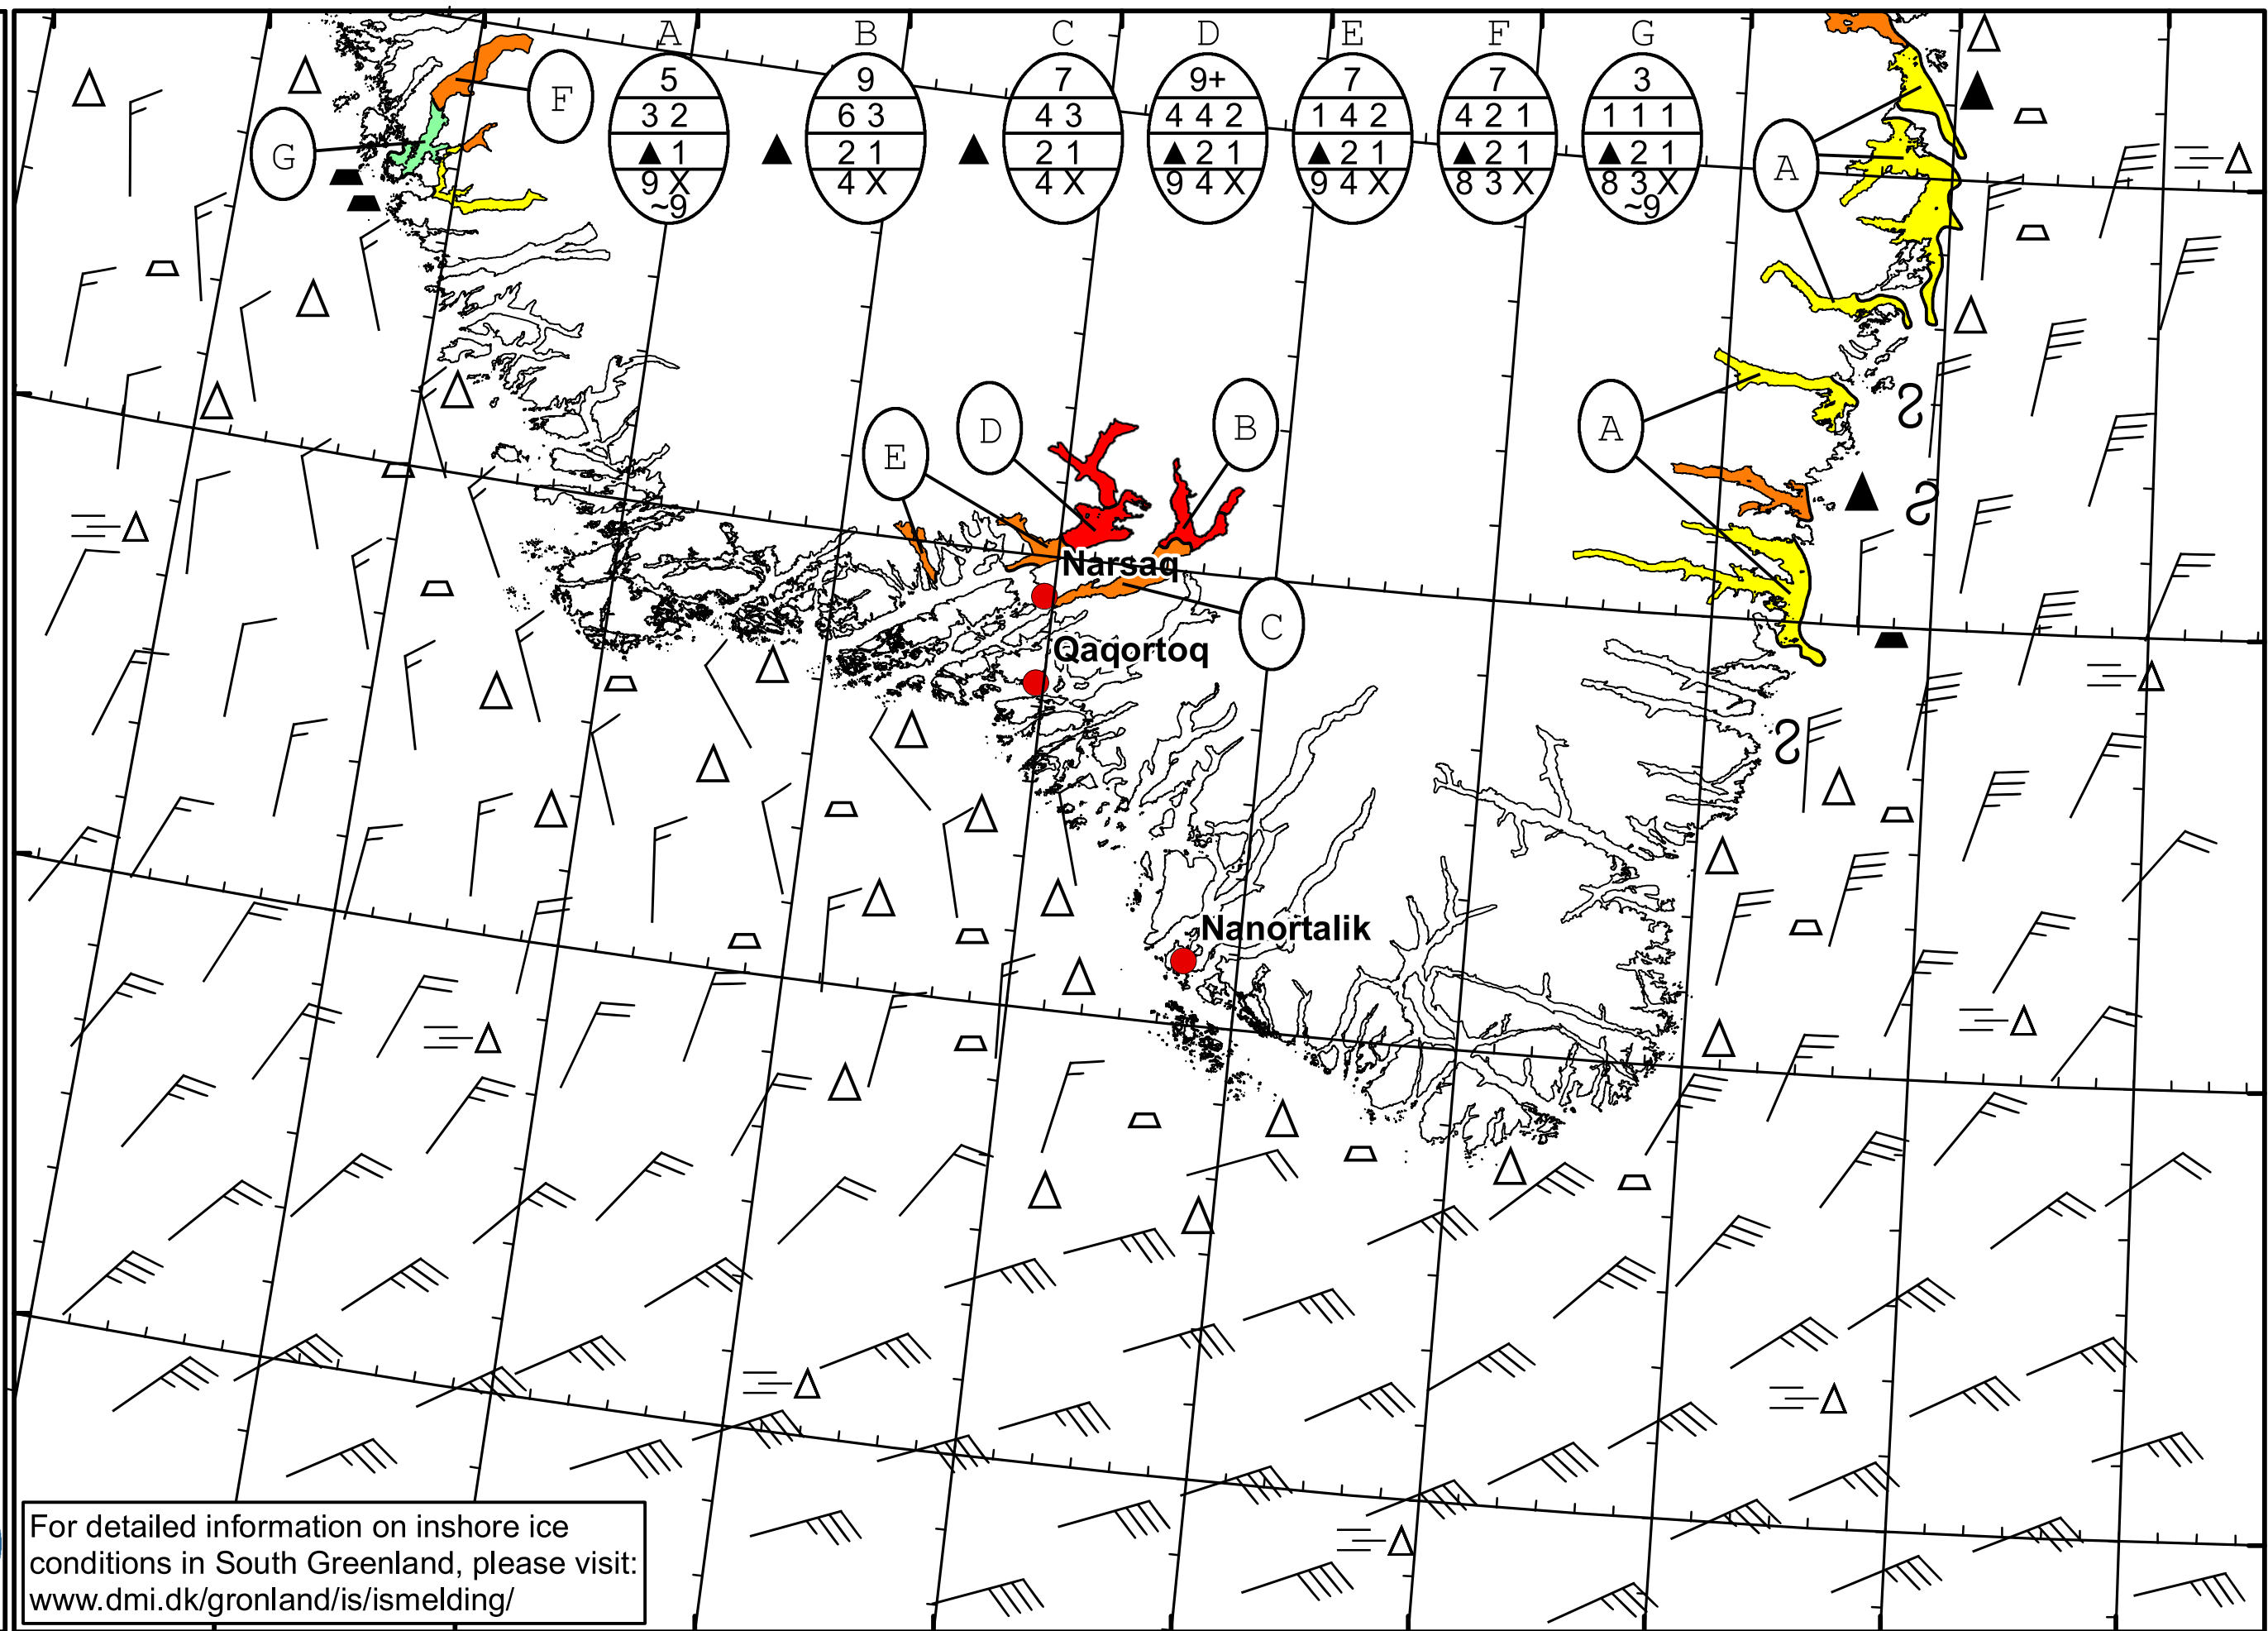 A B C D E F G
5 9 7 9+ 7 7 3
3 2 6 3 4 3 4 4 2 1 4 2 4 2 1 1 1 1
▲ 1 ▲ 2 1 ▲ 2 1 ▲ 2 1 ▲ 2 1 ▲ 2 1 ▲ 2 1
9 X 4 X 4 X 9 4 X 9 4 X 8 3 X 8 3 X
~9 ~9
F
G
A
E
D
B
A
Narsaq
C
Qaqortoq
Nanortalik
For detailed information on inshore ice
conditions in South Greenland, please visit:
www.dmi.dk/gronland/is/ismelding/